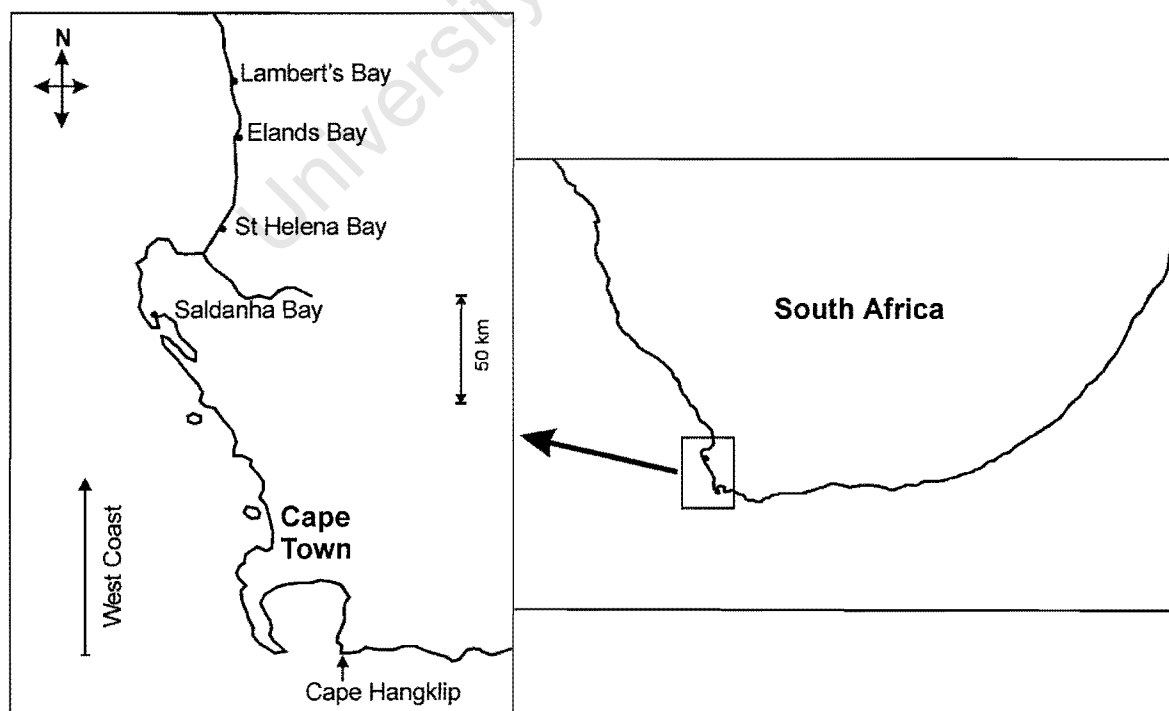 N
Lambert's Bay
Elands Bay
St Helena Bay
Saldanha Bay
50 km
West Coast
Cape
Town
Cape Hangklip
South Africa
University